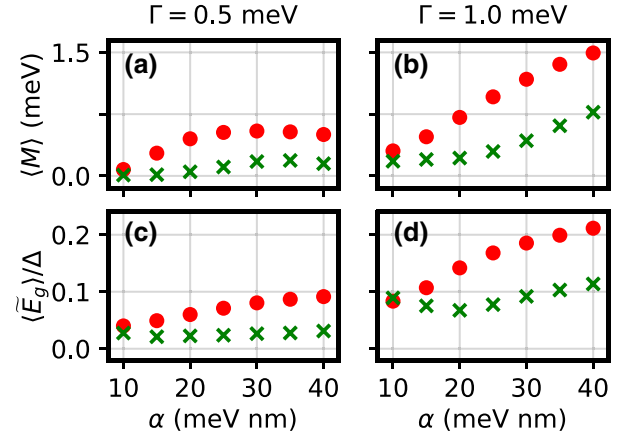 Γ = 0.5 meV Γ = 1.0 meV
(a) (b)
1.5
0.0
⟨M⟩ (meV)
(c) (d)
0.2
0.1
0.0
⟨Ẽ_g⟩/Δ
10 20 30 40 10 20 30 40
α (meV nm) α (meV nm)